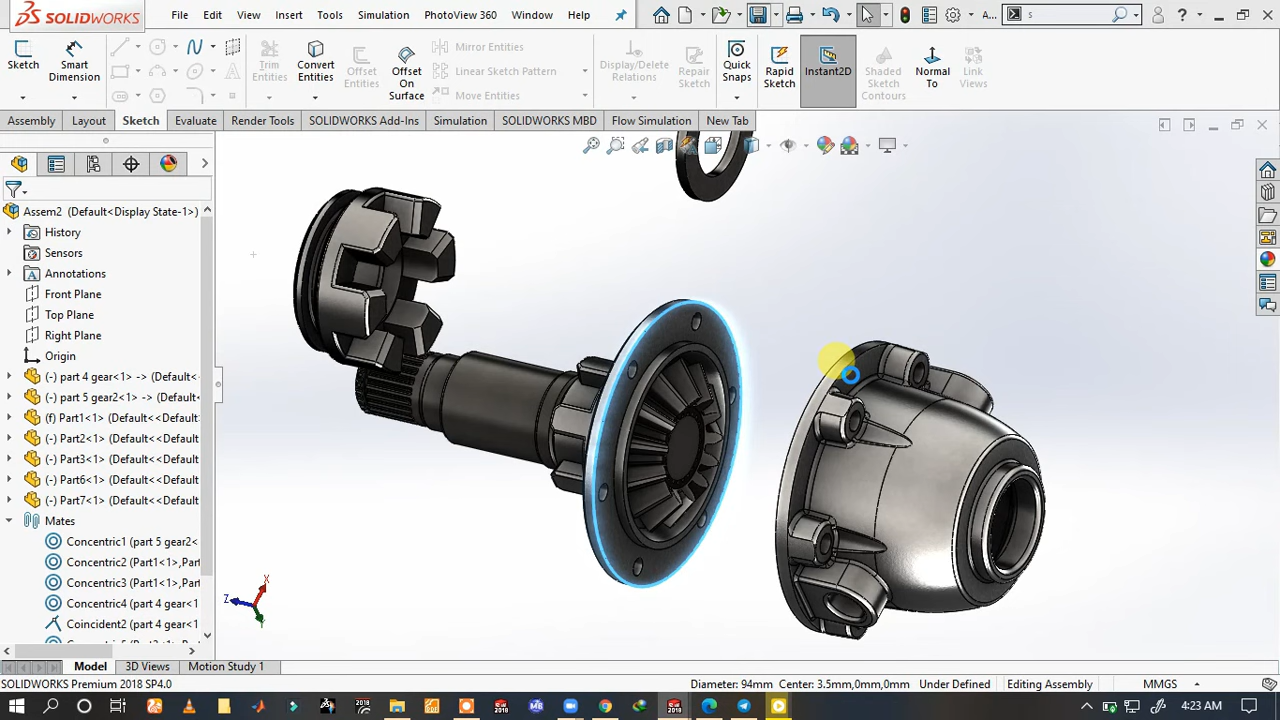 SOLIDWORKS File Edit View Insert Tools Simulation PhotoView 360 Window Help A... s ?
Sketch Smart Dimension Trim Entities Convert Entities Offset Entities Offset On Surface Mirror Entities Linear Sketch Pattern Move Entities Display/Delete Relations Repair Sketch Quick Snaps Rapid Sketch Instant2D Shaded Sketch Contours Normal To Link Views
Assembly Layout Sketch Evaluate Render Tools SOLIDWORKS Add-Ins Simulation SOLIDWORKS MBD Flow Simulation New Tab
Assem2 (Default<Display State-1>)
History
Sensors
Annotations
Front Plane
Top Plane
Right Plane
Origin
(-) part 4 gear<1> -> (Default
(-) part 5 gear2<1> -> (Default
(f) Part1<1> (Default<<Default
(-) Part2<1> (Default<<Default
(-) Part3<1> (Default<<Default
(-) Part6<1> (Default<<Default
(-) Part7<1> (Default<<Default
Mates
Concentric1 (part 5 gear2<
Concentric2 (Part1<1>,Part
Concentric3 (Part1<1>,Part
Concentric4 (part 4 gear<1
Coincident2 (part 4 gear<1
X
Z
Y
Model 3D Views Motion Study 1
SOLIDWORKS Premium 2018 SP4.0 Diameter: 94mm Center: 3.5mm,0mm,0mm Under Defined Editing Assembly MMGS
4:23 AM